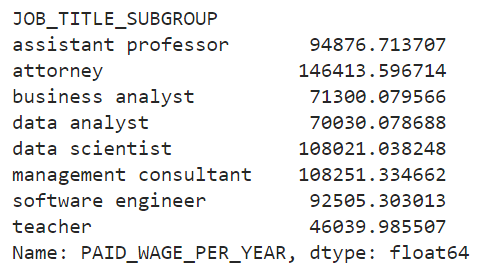 JOB_TITLE_SUBGROUP
assistant professor 94876.713707
attorney 146413.596714
business analyst 71300.079566
data analyst 70030.078688
data scientist 108021.038248
management consultant 108251.334662
software engineer 92505.303013
teacher 46039.985507
Name: PAID_WAGE_PER_YEAR, dtype: float64